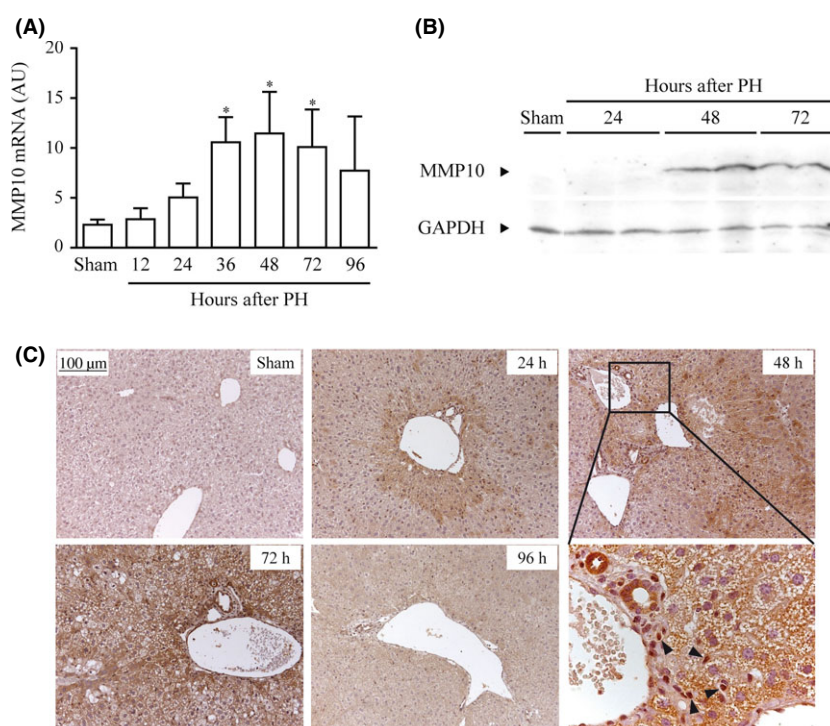 (A)
20
15
10
5
0
MMP10 mRNA (AU)
* * *
Sham 12 24 36 48 72 96
Hours after PH
(B)
Hours after PH
Sham 24 48 72
MMP10
GAPDH
(C)
100 µm
Sham
24 h
48 h
72 h
96 h